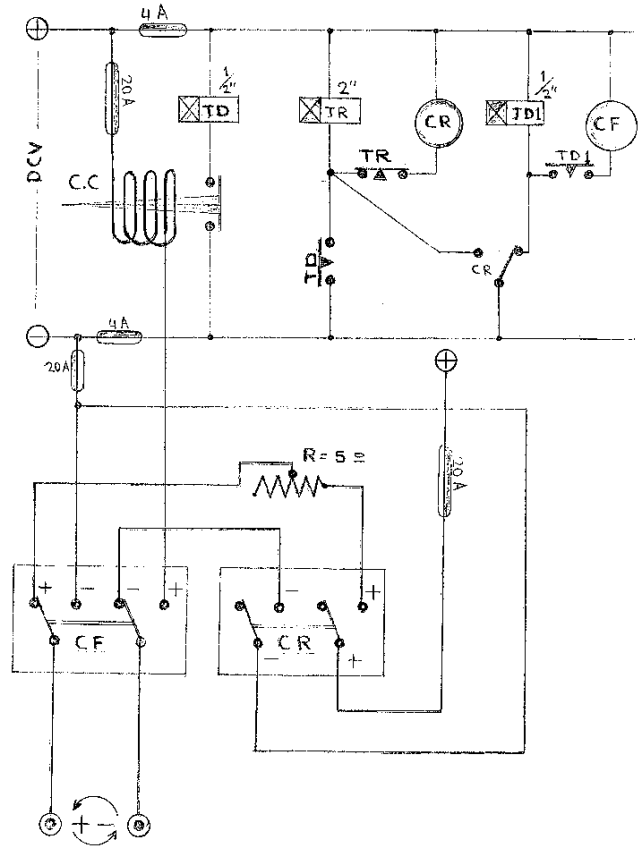 +
4A
20A
1/2"
TD
2"
TR
CR
1/2"
TD1
CF
DCV
C.C
TR
TD1
TD
CR
−
4A
20A
+
20A
R = 5 Ω
+ − − +
CF
− +
CR
− +
+ −